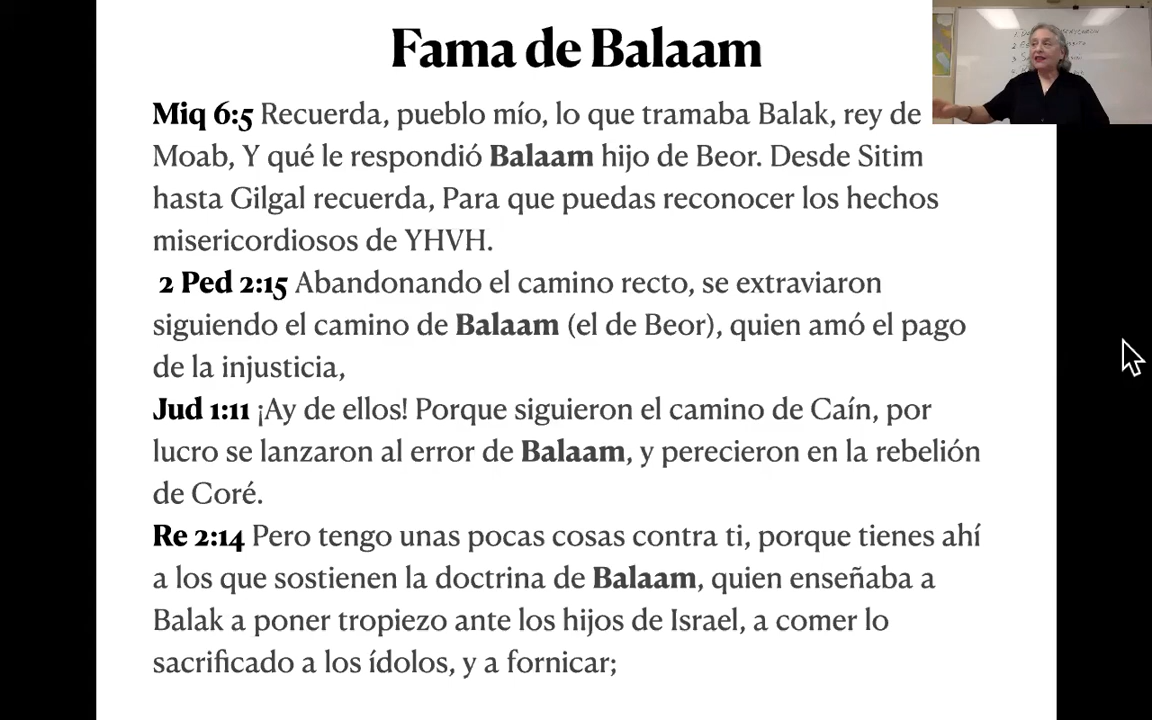 Fama de Balaam
Miq 6:5 Recuerda, pueblo mío, lo que tramaba Balak, rey de
Moab, Y qué le respondió Balaam hijo de Beor. Desde Sitim
hasta Gilgal recuerda, Para que puedas reconocer los hechos
misericordiosos de YHVH.
2 Ped 2:15 Abandonando el camino recto, se extraviaron
siguiendo el camino de Balaam (el de Beor), quien amó el pago
de la injusticia,
Jud 1:11 ¡Ay de ellos! Porque siguieron el camino de Caín, por
lucro se lanzaron al error de Balaam, y perecieron en la rebelión
de Coré.
Re 2:14 Pero tengo unas pocas cosas contra ti, porque tienes ahí
a los que sostienen la doctrina de Balaam, quien enseñaba a
Balak a poner tropiezo ante los hijos de Israel, a comer lo
sacrificado a los ídolos, y a fornicar;